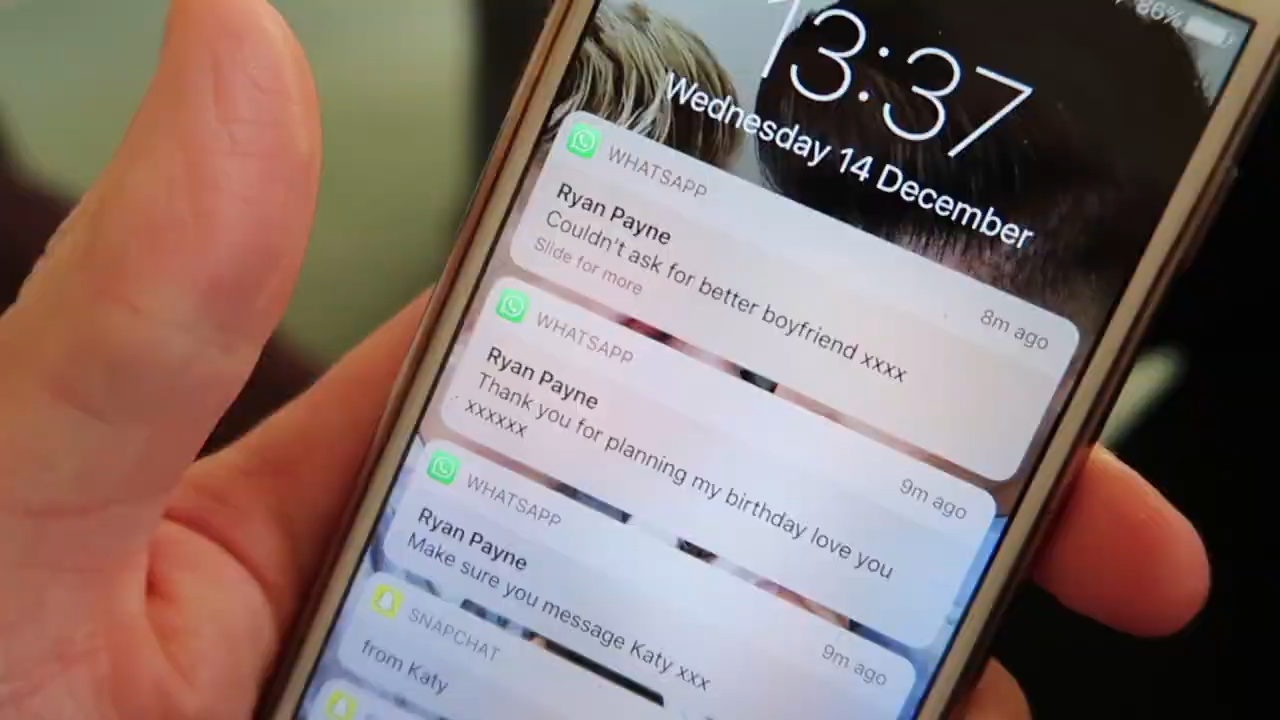 86%
13:37
Wednesday 14 December
WHATSAPP
8m ago
Ryan Payne
Couldn't ask for better boyfriend xxxx
Slide for more
WHATSAPP
9m ago
Ryan Payne
Thank you for planning my birthday love you
xxxxxx
WHATSAPP
9m ago
Ryan Payne
Make sure you message Katy xxx
SNAPCHAT
from Katy